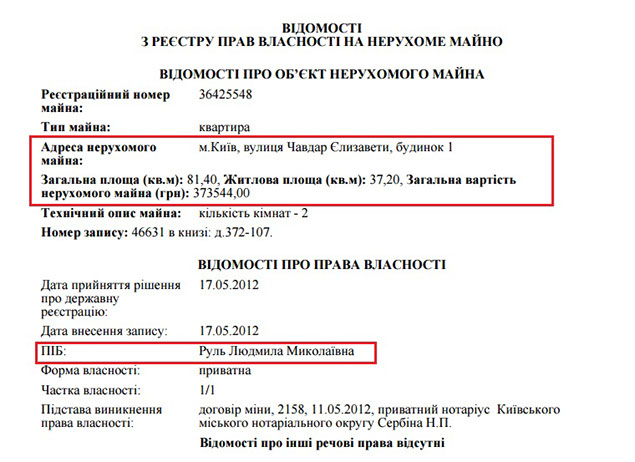 ВІДОМОСТІ
З РЕЄСТРУ ПРАВ ВЛАСНОСТІ НА НЕРУХОМЕ МАЙНО
ВІДОМОСТІ ПРО ОБ’ЄКТ НЕРУХОМОГО МАЙНА
Реєстраційний номер майна: 36425548
Тип майна: квартира
Адреса нерухомого майна: м.Київ, вулиця Чавдар Єлизавети, будинок 1
Загальна площа (кв.м): 81,40, Житлова площа (кв.м): 37,20, Загальна вартість
нерухомого майна (грн): 373544,00
Технічний опис майна: кількість кімнат - 2
Номер запису: 46631 в книзі: д.372-107.
ВІДОМОСТІ ПРО ПРАВА ВЛАСНОСТІ
Дата прийняття рішення про державну реєстрацію: 17.05.2012
Дата внесення запису: 17.05.2012
ПІБ: Руль Людмила Миколаївна
Форма власності: приватна
Частка власності: 1/1
Підстава виникнення права власності: договір міни, 2158, 11.05.2012, приватний нотаріус Київського
міського нотаріального округу Сербіна Н.П.
Відомості про інші речові права відсутні